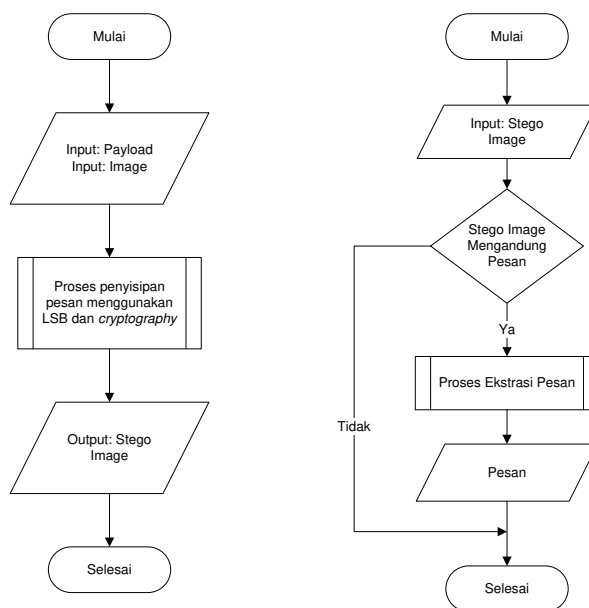 Mulai
Input: Payload
Input: Image
Proses penyisipan
pesan menggunakan
LSB dan cryptography
Output: Stego
Image
Selesai
Mulai
Input: Stego
Image
Stego Image
Mengandung
Pesan
Ya
Proses Ekstrasi Pesan
Tidak
Pesan
Selesai